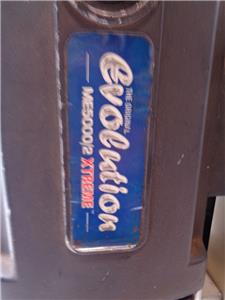 THE ORIGINAL
evolution
ME5000/2 XTREME